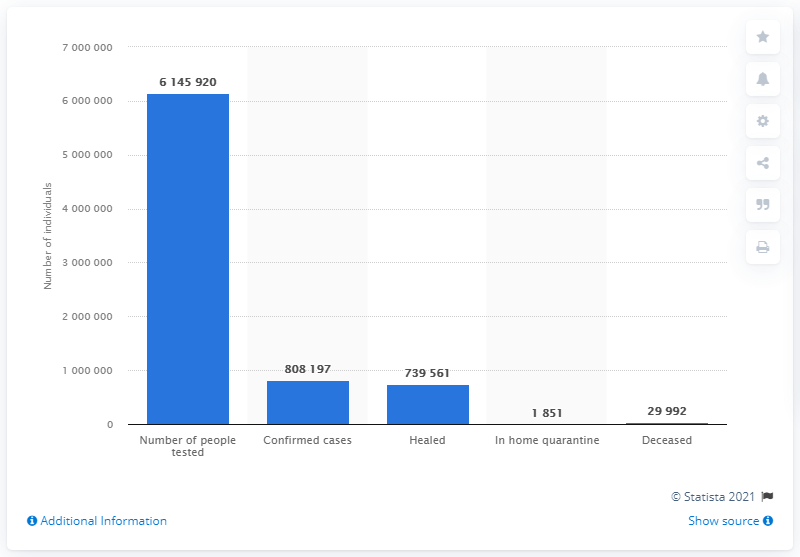 7 000 000
6 000 000
5 000 000
4 000 000
3 000 000
2 000 000
1 000 000
0
Number of individuals
6 145 920
808 197
739 561
1 851
29 992
Number of people
tested
Confirmed cases
Healed
In home quarantine
Deceased
© Statista 2021
Additional Information
Show source